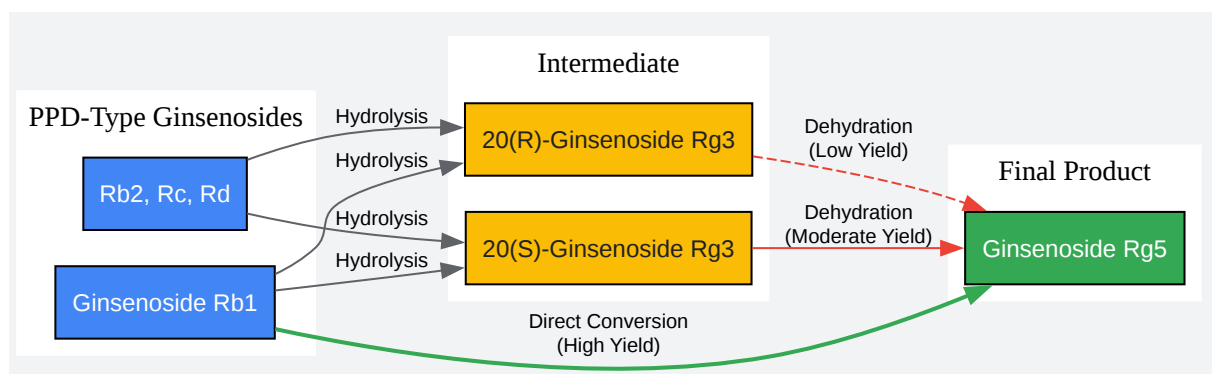 PPD-Type Ginsenosides
Rb2, Rc, Rd
Ginsenoside Rb1
Hydrolysis
Hydrolysis
Hydrolysis
Hydrolysis
Intermediate
20(R)-Ginsenoside Rg3
20(S)-Ginsenoside Rg3
Dehydration
(Low Yield)
Dehydration
(Moderate Yield)
Direct Conversion
(High Yield)
Final Product
Ginsenoside Rg5